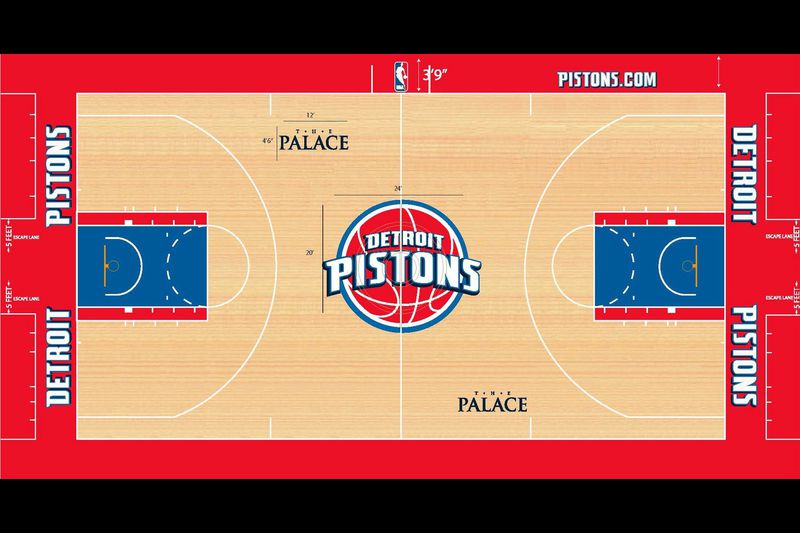 3'9"
PISTONS.COM
12'
4'6"
THE
PALACE
PISTONS
DETROIT
24'
20'
DETROIT
PISTONS
ESCAPE LANE
5 FEET
5 FEET
ESCAPE LANE
ESCAPE LANE
5 FEET
5 FEET
ESCAPE LANE
DETROIT
PISTONS
THE
PALACE